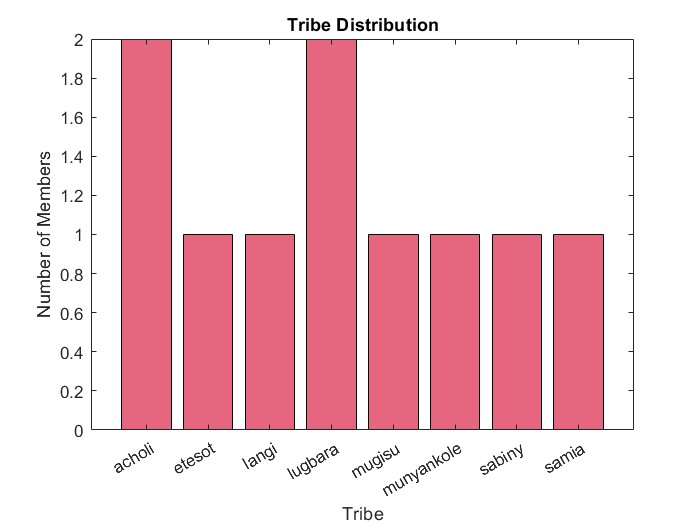 Tribe Distribution
Number of Members
2
1.8
1.6
1.4
1.2
1
0.8
0.6
0.4
0.2
0
acholi
etesot
langi
lugbara
mugisu
munyankole
sabiny
samia
Tribe